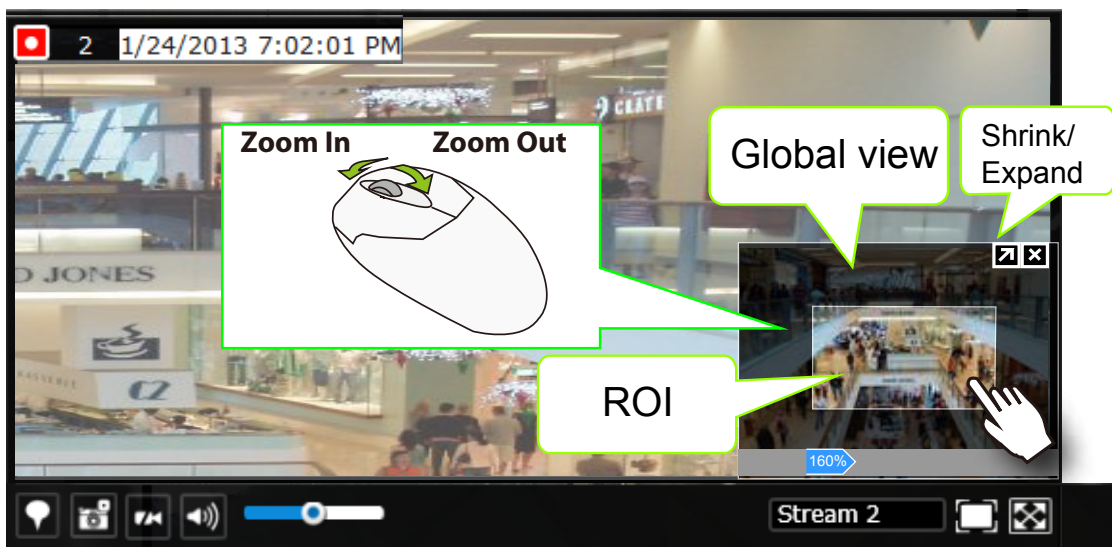 2 1/24/2013 7:02:01 PM
CRATE
Zoom In Zoom Out
Global view
Shrink/
Expand
D JONES
ROI
160%
Stream 2